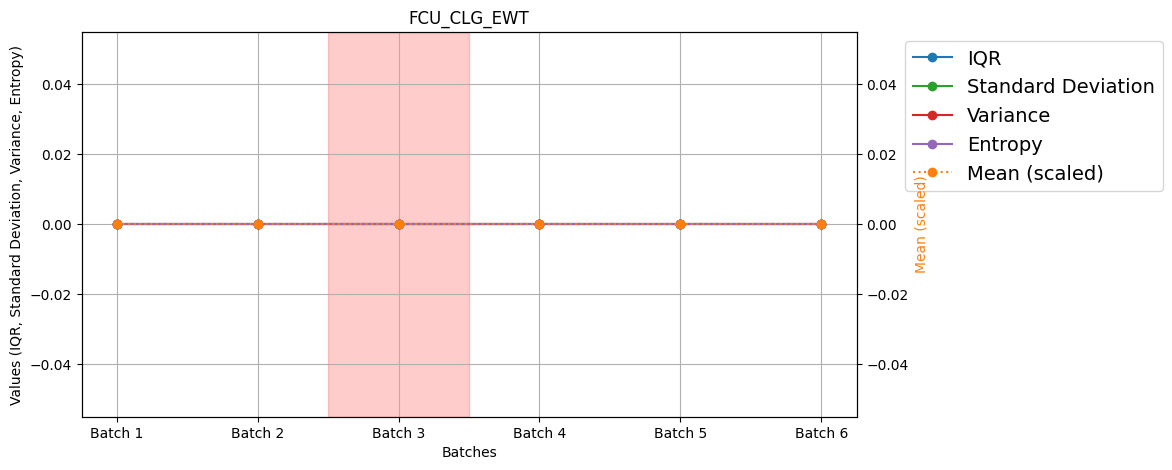 FCU_CLG_EWT
Values (IQR, Standard Deviation, Variance, Entropy)
0.04
0.02
0.00
−0.02
−0.04
Batch 1
Batch 2
Batch 3
Batch 4
Batch 5
Batch 6
Batches
0.04
0.02
0.00
−0.02
−0.04
Mean (scaled)
IQR
Standard Deviation
Variance
Entropy
Mean (scaled)